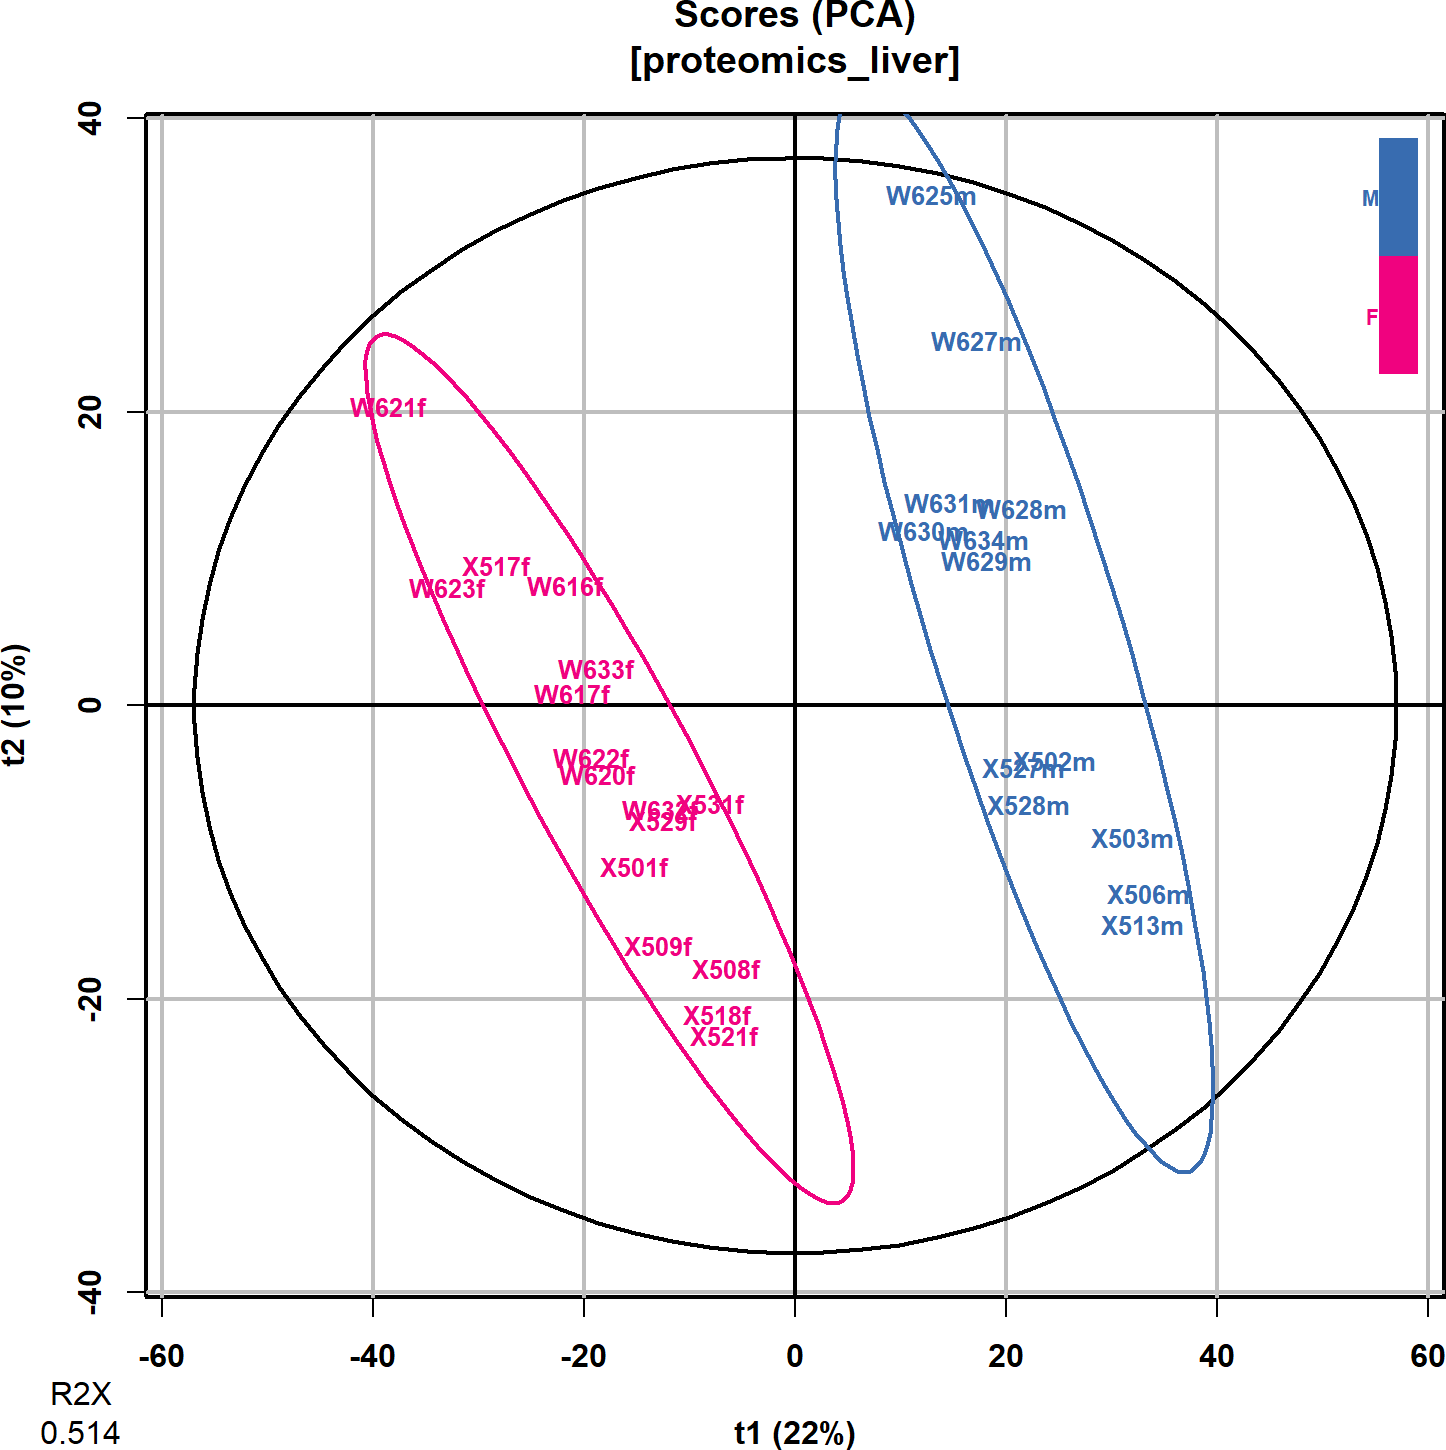 Scores (PCA)
[proteomics_liver]
40
20
0
-20
-40
t2 (10%)
M
F
W625m
W627m
W631m
W628m
W630m
W634m
W629m
W621f
X517f
W623f
W616f
W633f
W617f
W622f
W620f
X527m
X502m
X528m
W632f
X531f
X529f
X503m
X501f
X506m
X513m
X509f
X508f
X518f
X521f
-60
-40
-20
0
20
40
60
R2X
0.514
t1 (22%)